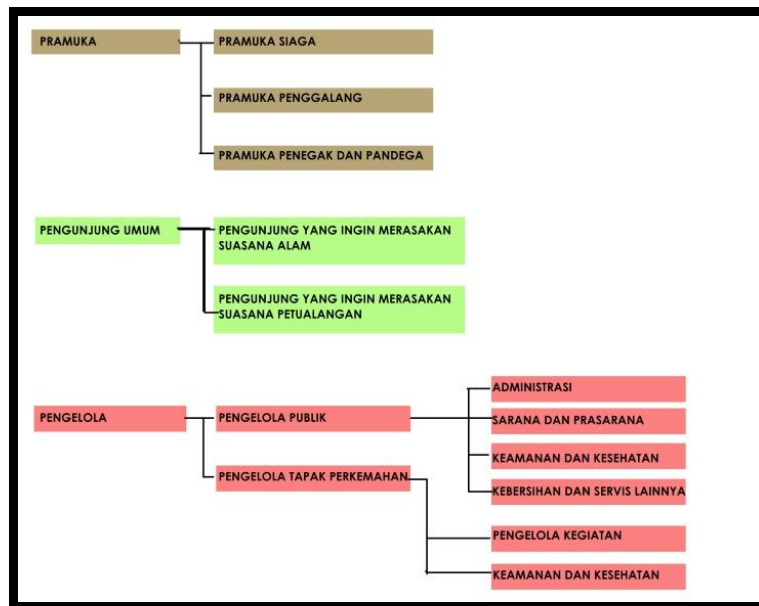 PRAMUKA
PRAMUKA SIAGA
PRAMUKA PENGGALANG
PRAMUKA PENEGAK DAN PANDEGA
PENGUNJUNG UMUM
PENGUNJUNG YANG INGIN MERASAKAN
SUASANA ALAM
PENGUNJUNG YANG INGIN MERASAKAN
SUASANA PETUALANGAN
PENGELOLA
PENGELOLA PUBLIK
ADMINISTRASI
SARANA DAN PRASARANA
KEAMANAN DAN KESEHATAN
KEBERSIHAN DAN SERVIS LAINNYA
PENGELOLA TAPAK PERKEMAHAN
PENGELOLA KEGIATAN
KEAMANAN DAN KESEHATAN